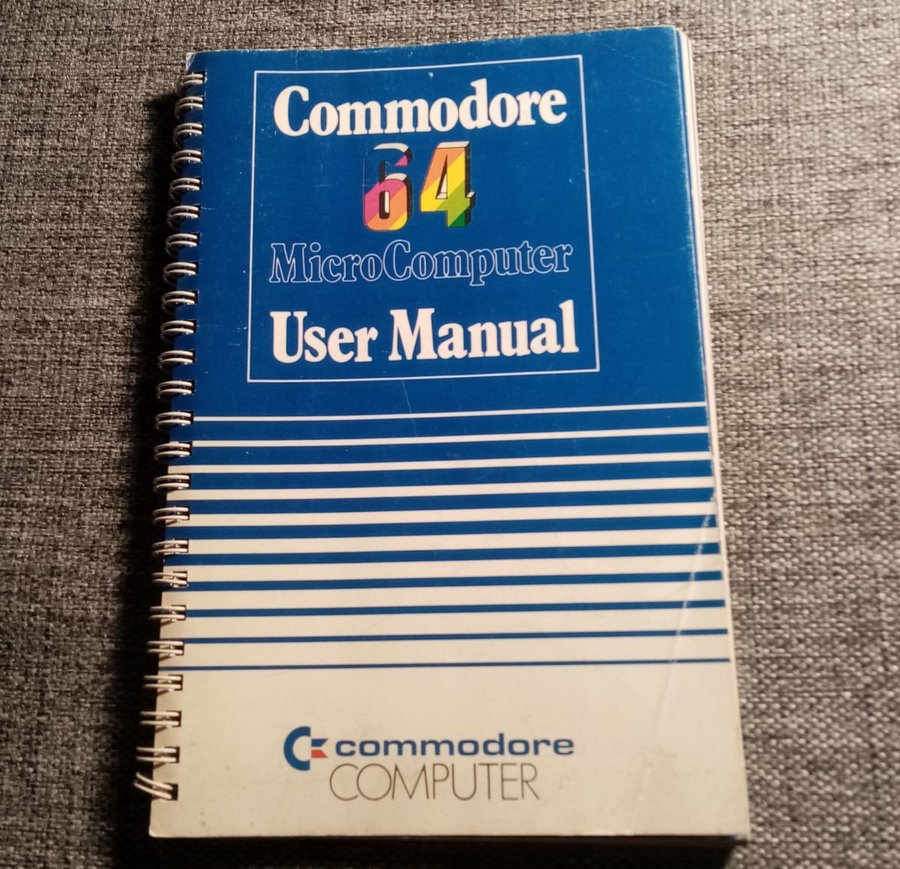 Commodore
64
MicroComputer
User Manual
commodore
COMPUTER